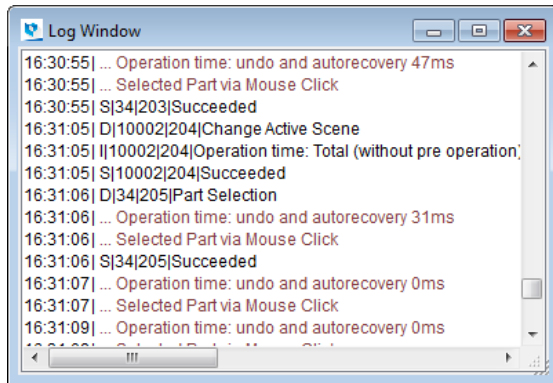 Log Window
16:30:55| ... Operation time: undo and autorecovery 47ms
16:30:55| ... Selected Part via Mouse Click
16:30:55| S|34|203|Succeeded
16:31:05| D|10002|204|Change Active Scene
16:31:05| I|10002|204|Operation time: Total (without pre operation)
16:31:05| S|10002|204|Succeeded
16:31:06| D|34|205|Part Selection
16:31:06| ... Operation time: undo and autorecovery 31ms
16:31:06| ... Selected Part via Mouse Click
16:31:06| S|34|205|Succeeded
16:31:07| ... Operation time: undo and autorecovery 0ms
16:31:07| ... Selected Part via Mouse Click
16:31:09| ... Operation time: undo and autorecovery 0ms